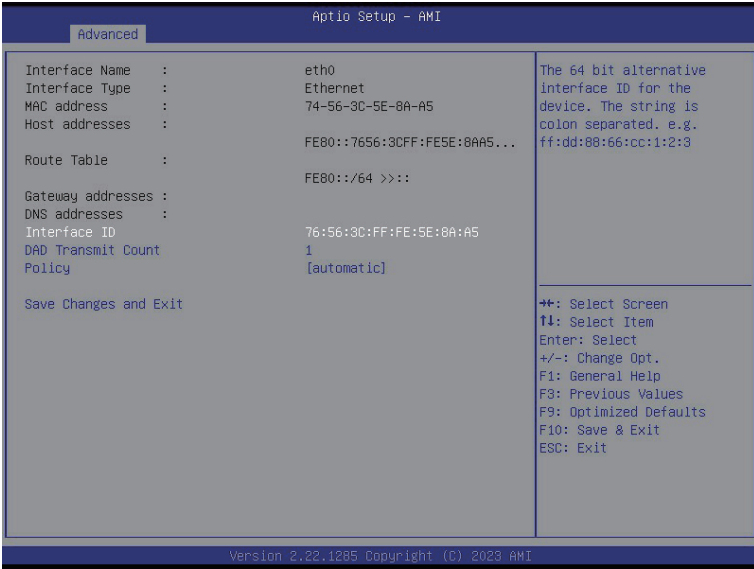 Aptio Setup – AMI
Advanced
Interface Name : eth0
Interface Type : Ethernet
MAC address : 74-56-3C-5E-8A-A5
Host addresses :
FE80::7656:3CFF:FE5E:8AA5...
Route Table :
FE80::/64 >>::
Gateway addresses :
DNS addresses :
Interface ID 76:56:3C:FF:FE:5E:8A:A5
DAD Transmit Count 1
Policy [automatic]
Save Changes and Exit
The 64 bit alternative
interface ID for the
device. The string is
colon separated. e.g.
ff:dd:88:66:cc:1:2:3
→←: Select Screen
↑↓: Select Item
Enter: Select
+/-: Change Opt.
F1: General Help
F3: Previous Values
F9: Optimized Defaults
F10: Save & Exit
ESC: Exit
Version 2.22.1285 Copyright (C) 2023 AMI